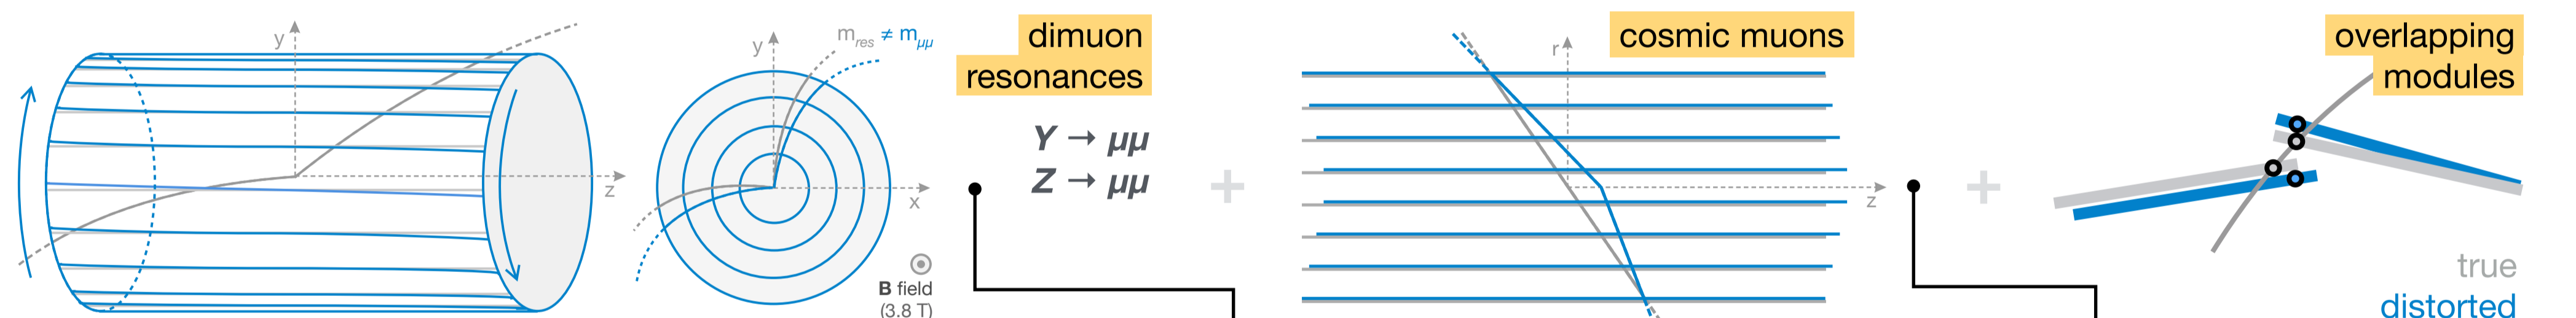 y
z
y
m_res ≠ m_μμ
x
B field
(3.8 T)
dimuon
resonances
Υ → μμ
Z → μμ
+
cosmic muons
r
z
+
overlapping
modules
true
distorted